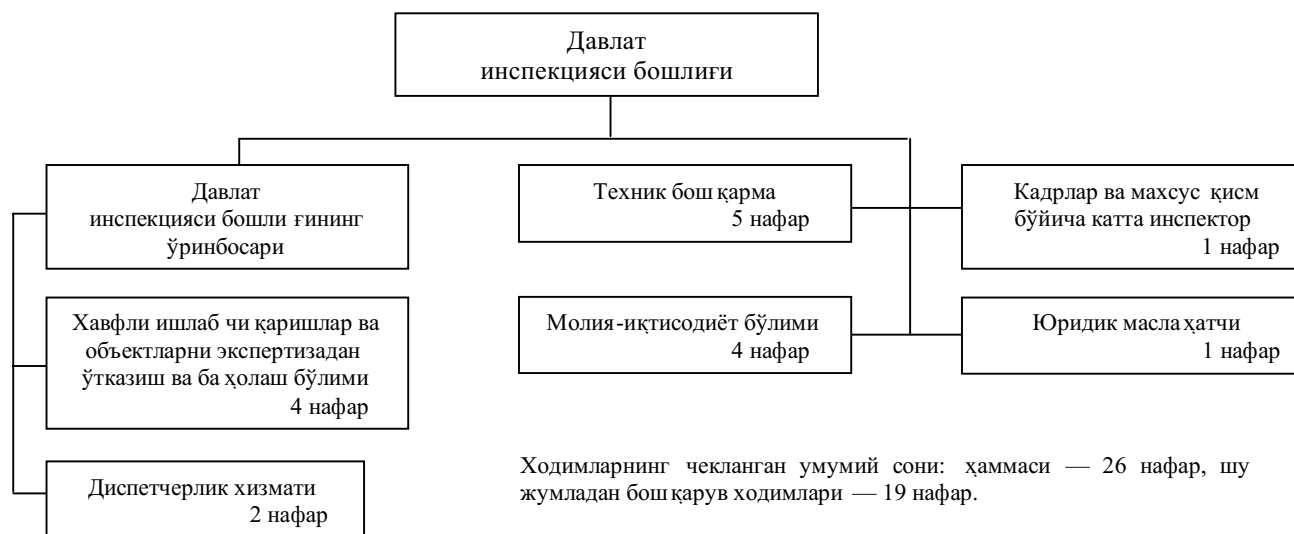 Давлат
инспекцияси бошлиғи
Давлат
инспекцияси бошлиғининг
ўринбосари
Хавфли ишлаб чиқаришлар ва
объектларни экспертизадан
ўтказиш ва баҳолаш бўлими
4 нафар
Диспетчерлик хизмати
2 нафар
Техник бошқарма
5 нафар
Молия-иқтисодиёт бўлими
4 нафар
Кадрлар ва махсус қисм
бўйича катта инспектор
1 нафар
Юридик маслаҳатчи
1 нафар
Ходимларнинг чекланган умумий сони: ҳаммаси — 26 нафар, шу
жумладан бошқарув ходимлари — 19 нафар.